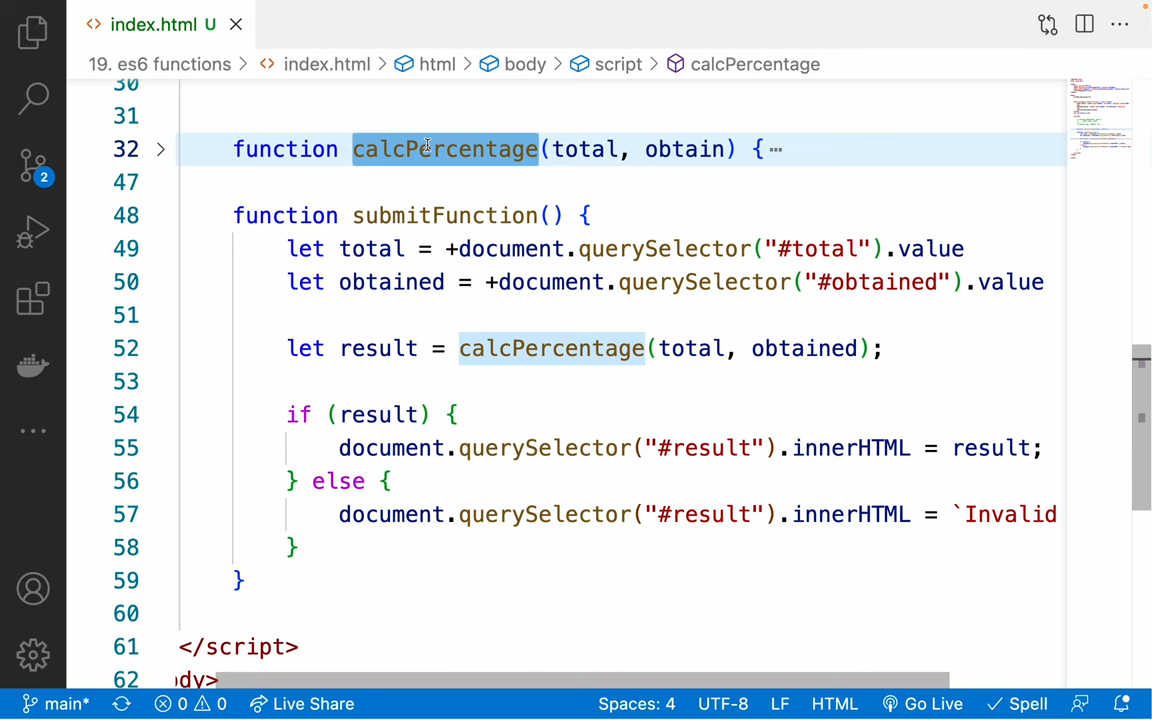 index.html U
19. es6 functions > index.html > html > body > script > calcPercentage
30
31
32 function calcPercentage(total, obtain) {
47
48 function submitFunction() {
49 let total = +document.querySelector("#total").value
50 let obtained = +document.querySelector("#obtained").value
51
52 let result = calcPercentage(total, obtained);
53
54 if (result) {
55 document.querySelector("#result").innerHTML = result;
56 } else {
57 document.querySelector("#result").innerHTML = `Invalid
58 }
59 }
60
61 </script>
62 ody>
2
main* 0 0 Live Share Spaces: 4 UTF-8 LF HTML Go Live Spell